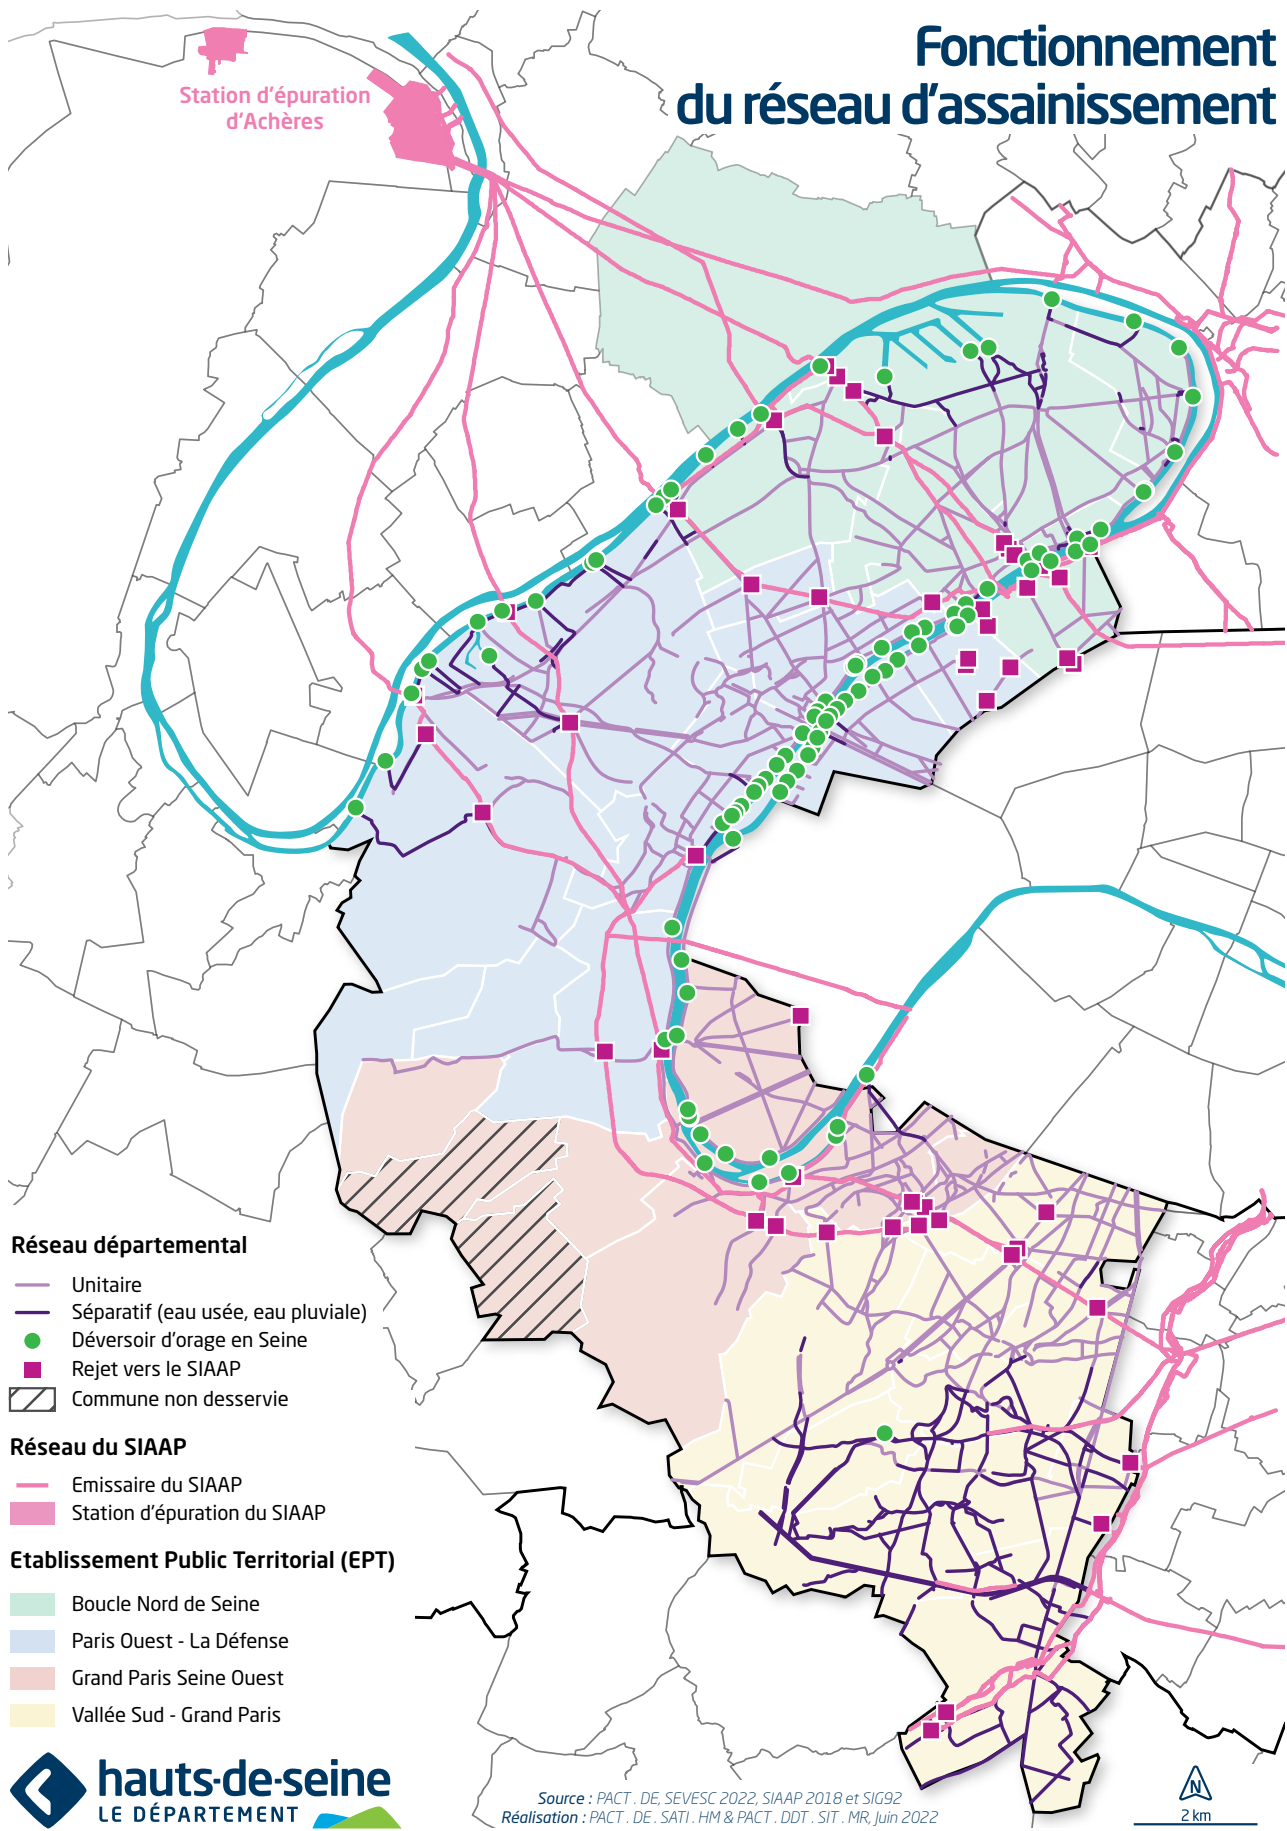 Fonctionnement
du réseau d'assainissement
Station d'épuration
d'Achères
Réseau départemental
Unitaire
Séparatif (eau usée, eau pluviale)
Déversoir d'orage en Seine
Rejet vers le SIAAP
Commune non desservie
Réseau du SIAAP
Emissaire du SIAAP
Station d'épuration du SIAAP
Etablissement Public Territorial (EPT)
Boucle Nord de Seine
Paris Ouest - La Défense
Grand Paris Seine Ouest
Vallée Sud - Grand Paris
hauts-de-seine
LE DÉPARTEMENT
Source : PACT . DE, SEVESC 2022, SIAAP 2018 et SIG92
Réalisation : PACT . DE . SATI . HM & PACT . DDT . SIT . MR, Juin 2022
N
2 km